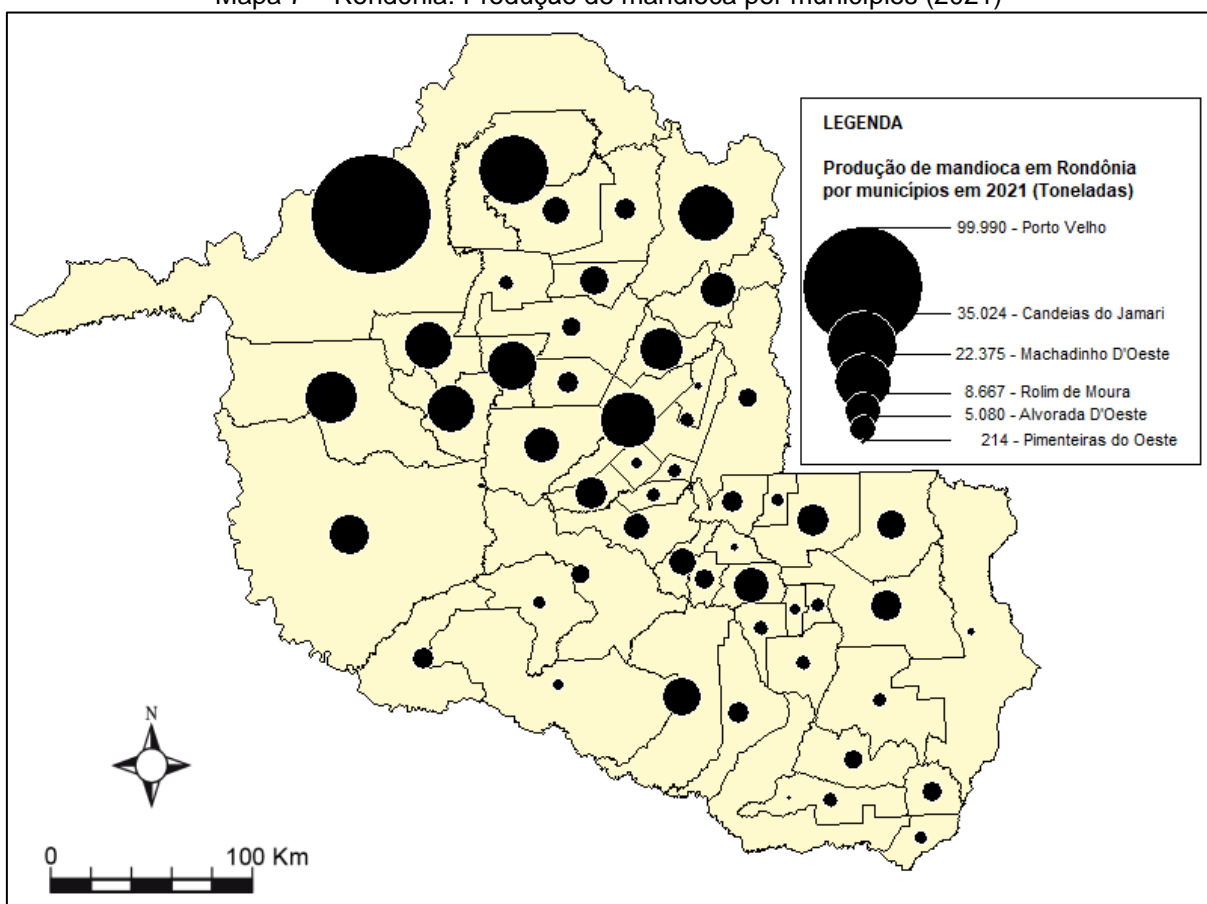 Mapa 7 – Rondônia: Produção de mandioca por municípios (2021)
LEGENDA
Produção de mandioca em Rondônia
por municípios em 2021 (Toneladas)
99.990 - Porto Velho
35.024 - Candeias do Jamari
22.375 - Machadinho D'Oeste
8.667 - Rolim de Moura
5.080 - Alvorada D'Oeste
214 - Pimenteiras do Oeste
N
0 100 Km